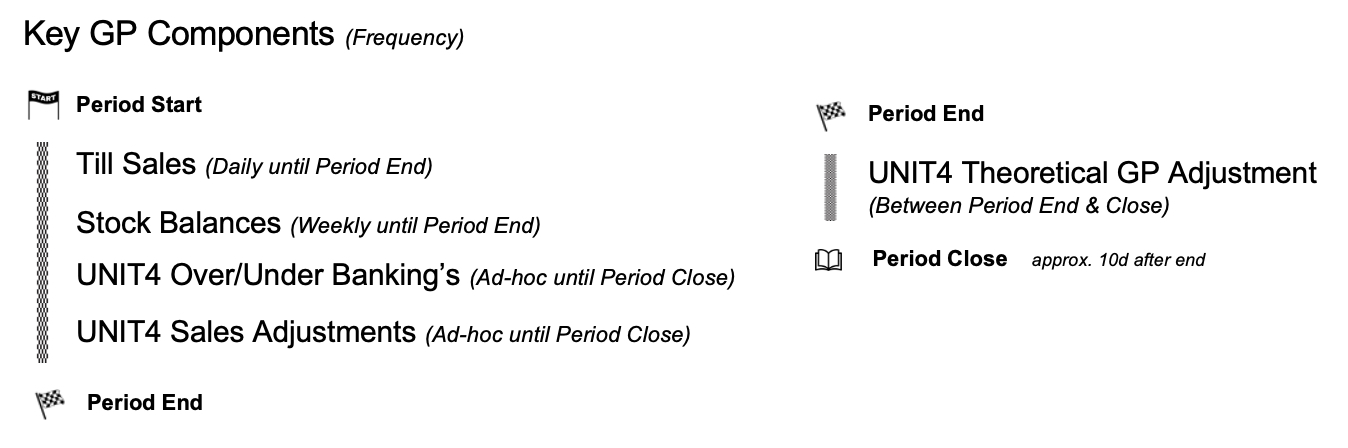 Key GP Components (Frequency)
START
Period Start
Till Sales (Daily until Period End)
Stock Balances (Weekly until Period End)
UNIT4 Over/Under Banking’s (Ad-hoc until Period Close)
UNIT4 Sales Adjustments (Ad-hoc until Period Close)
Period End
Period End
UNIT4 Theoretical GP Adjustment
(Between Period End & Close)
Period Close approx. 10d after end